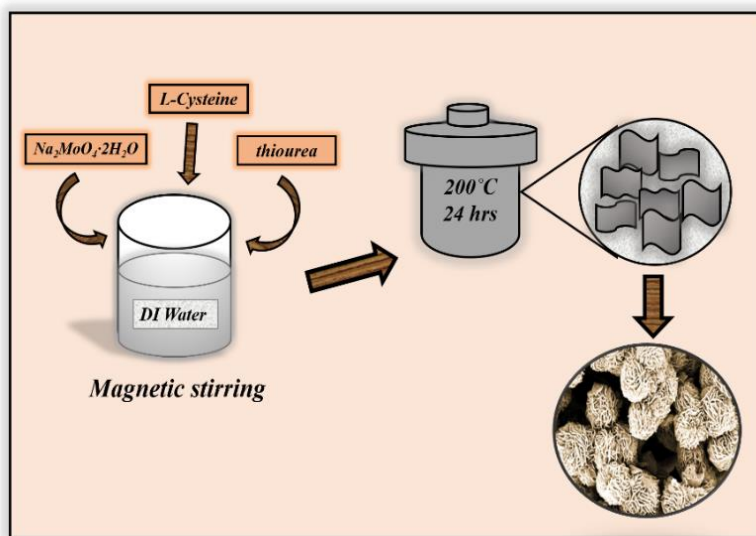 L-Cysteine
Na₂MoO₄·2H₂O
thiourea
DI Water
Magnetic stirring
200°C
24 hrs